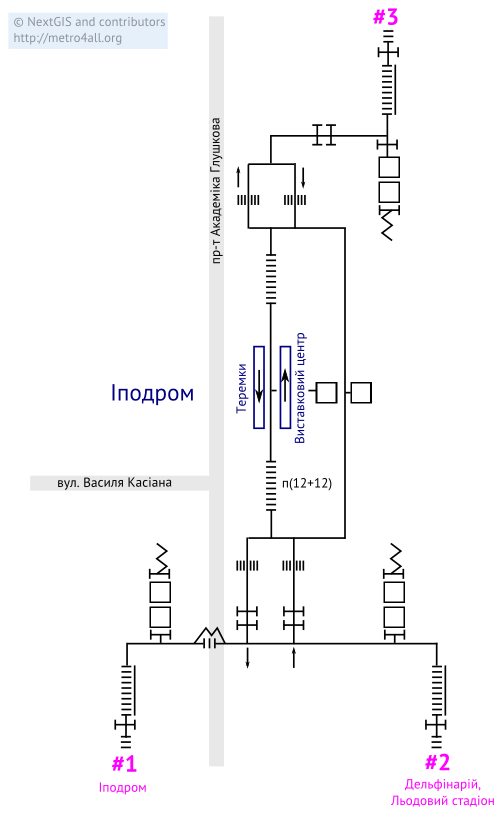 © NextGIS and contributors
http://metro4all.org
#3
пр-т Академіка Глушкова
Іподром
Теремки
Виставковий центр
вул. Василя Касіана
п(12+12)
#1
Іподром
#2
Дельфінарій,
Льодовий стадіон